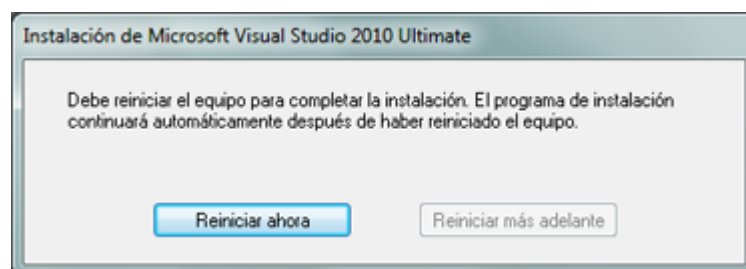 Instalación de Microsoft Visual Studio 2010 Ultimate
Debe reiniciar el equipo para completar la instalación. El programa de instalación
continuará automáticamente después de haber reiniciado el equipo.
Reiniciar ahora
Reiniciar más adelante